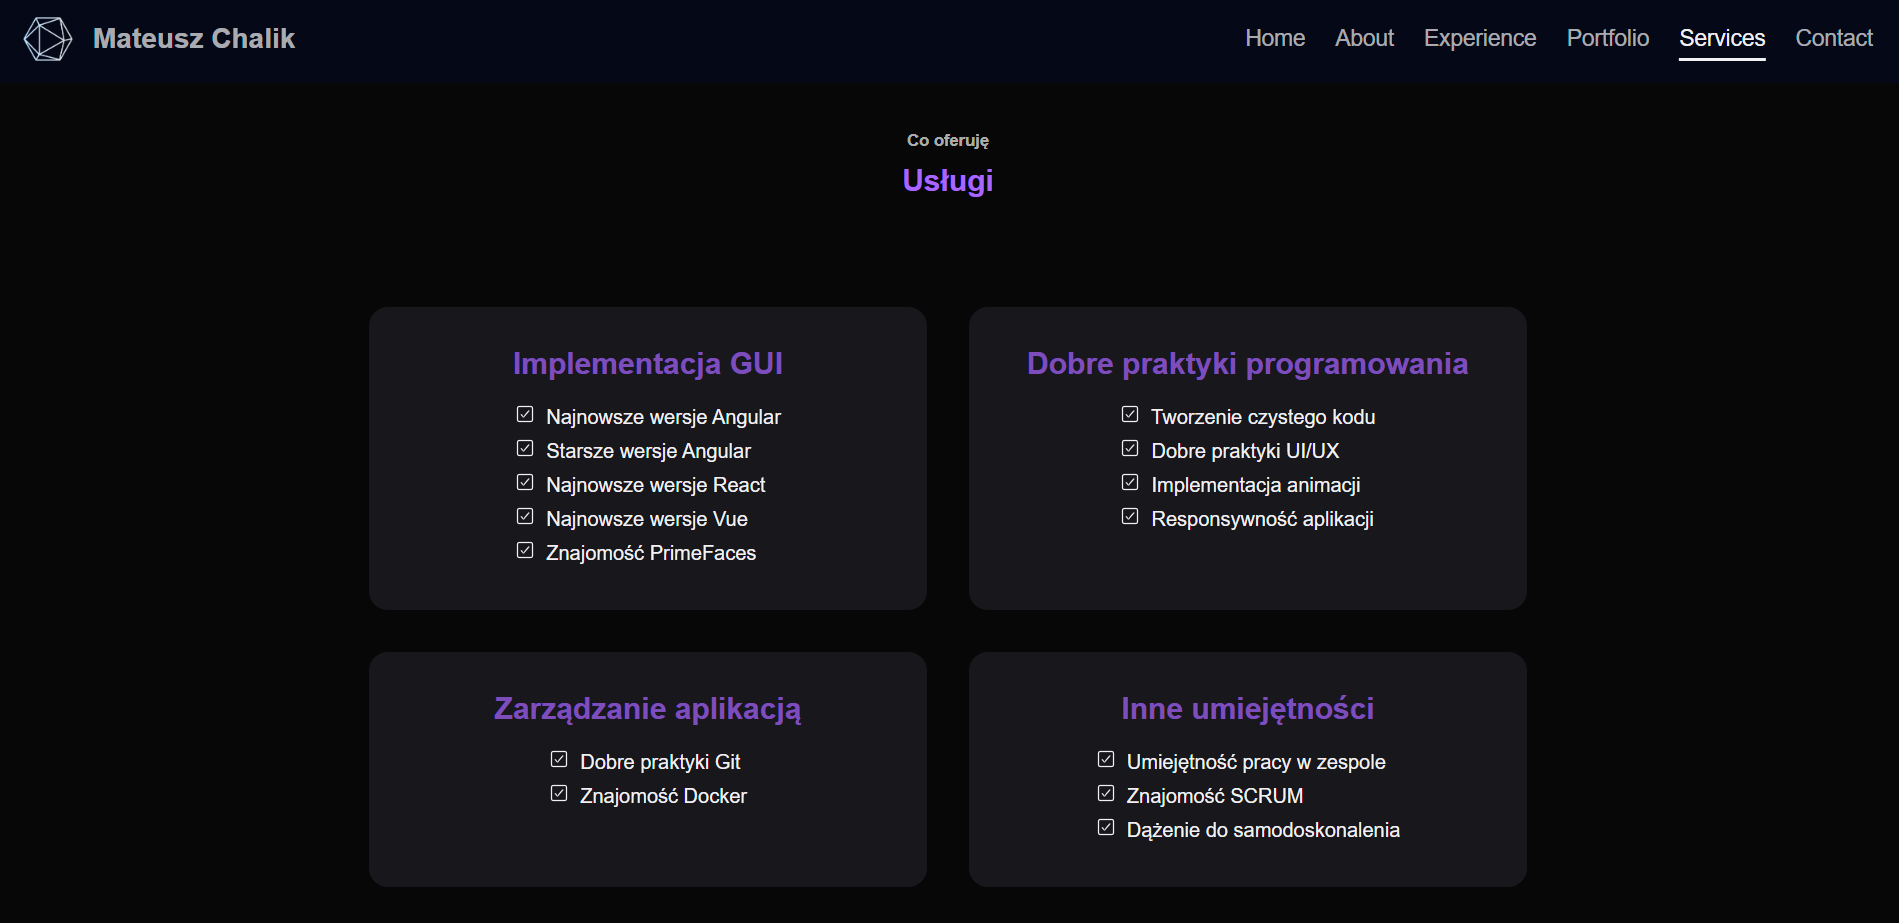 Mateusz Chalik
Home About Experience Portfolio Services Contact
Co oferuję
Usługi
Implementacja GUI
Najnowsze wersje Angular
Starsze wersje Angular
Najnowsze wersje React
Najnowsze wersje Vue
Znajomość PrimeFaces
Dobre praktyki programowania
Tworzenie czystego kodu
Dobre praktyki UI/UX
Implementacja animacji
Responsywność aplikacji
Zarządzanie aplikacją
Dobre praktyki Git
Znajomość Docker
Inne umiejętności
Umiejętność pracy w zespole
Znajomość SCRUM
Dążenie do samodoskonalenia